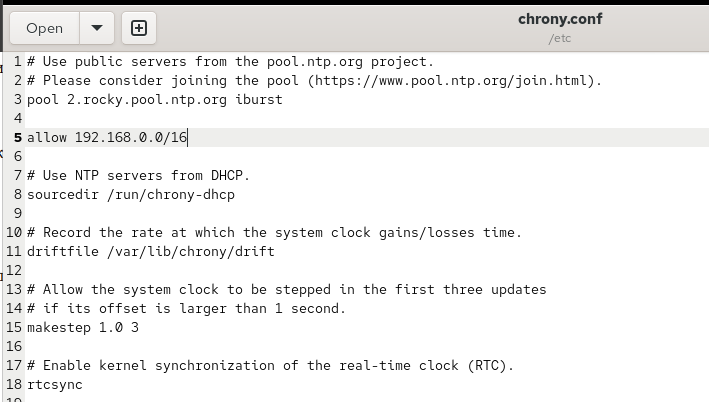 Open
chrony.conf
/etc
1 # Use public servers from the pool.ntp.org project.
2 # Please consider joining the pool (https://www.pool.ntp.org/join.html).
3 pool 2.rocky.pool.ntp.org iburst
4
5 allow 192.168.0.0/16
6
7 # Use NTP servers from DHCP.
8 sourcedir /run/chrony-dhcp
9
10 # Record the rate at which the system clock gains/losses time.
11 driftfile /var/lib/chrony/drift
12
13 # Allow the system clock to be stepped in the first three updates
14 # if its offset is larger than 1 second.
15 makestep 1.0 3
16
17 # Enable kernel synchronization of the real-time clock (RTC).
18 rtcsync